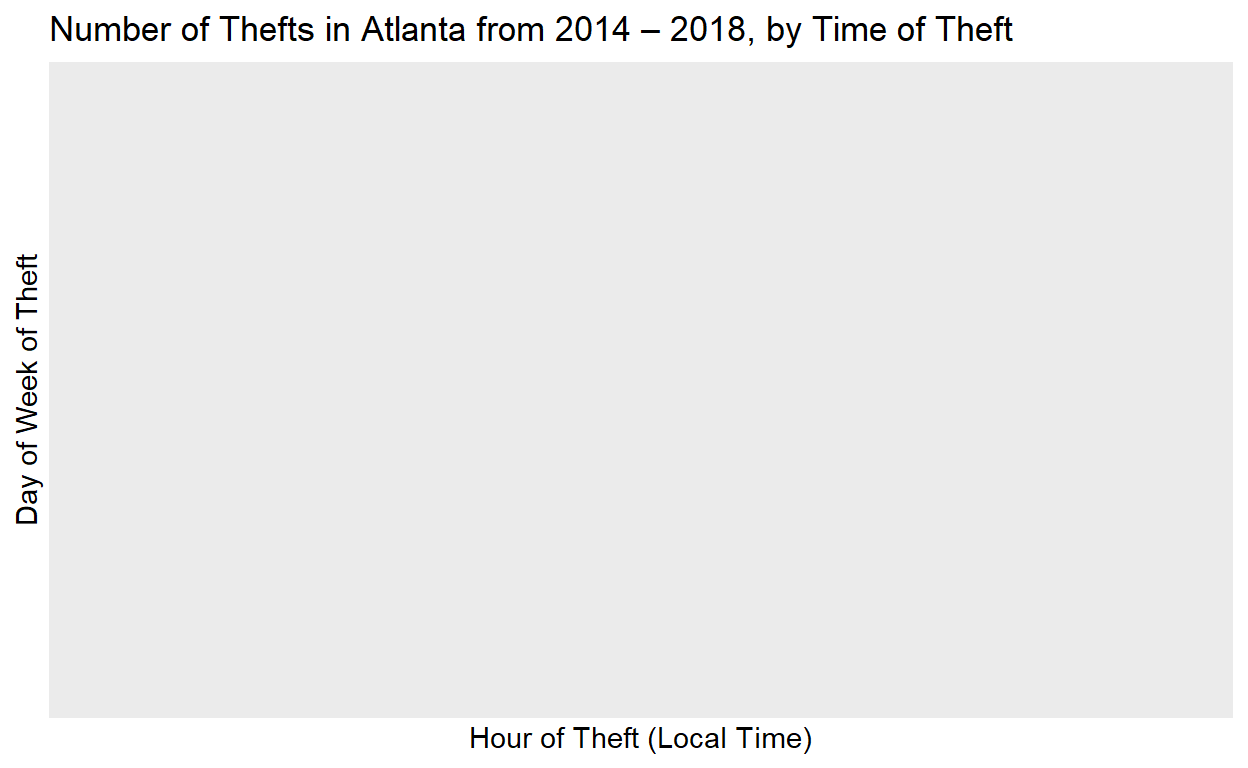 Number of Thefts in Atlanta from 2014 – 2018, by Time of Theft
Day of Week of Theft
Hour of Theft (Local Time)